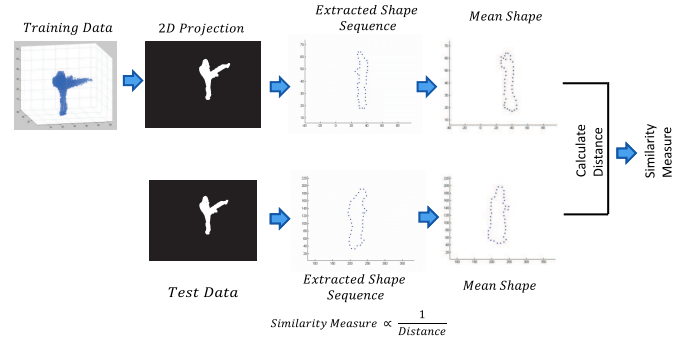 Training Data
2D Projection
Extracted Shape
Sequence
Mean Shape
Calculate
Distance
Similarity
Measure
Test Data
Extracted Shape
Sequence
Mean Shape
Similarity Measure ∝ 1 / Distance